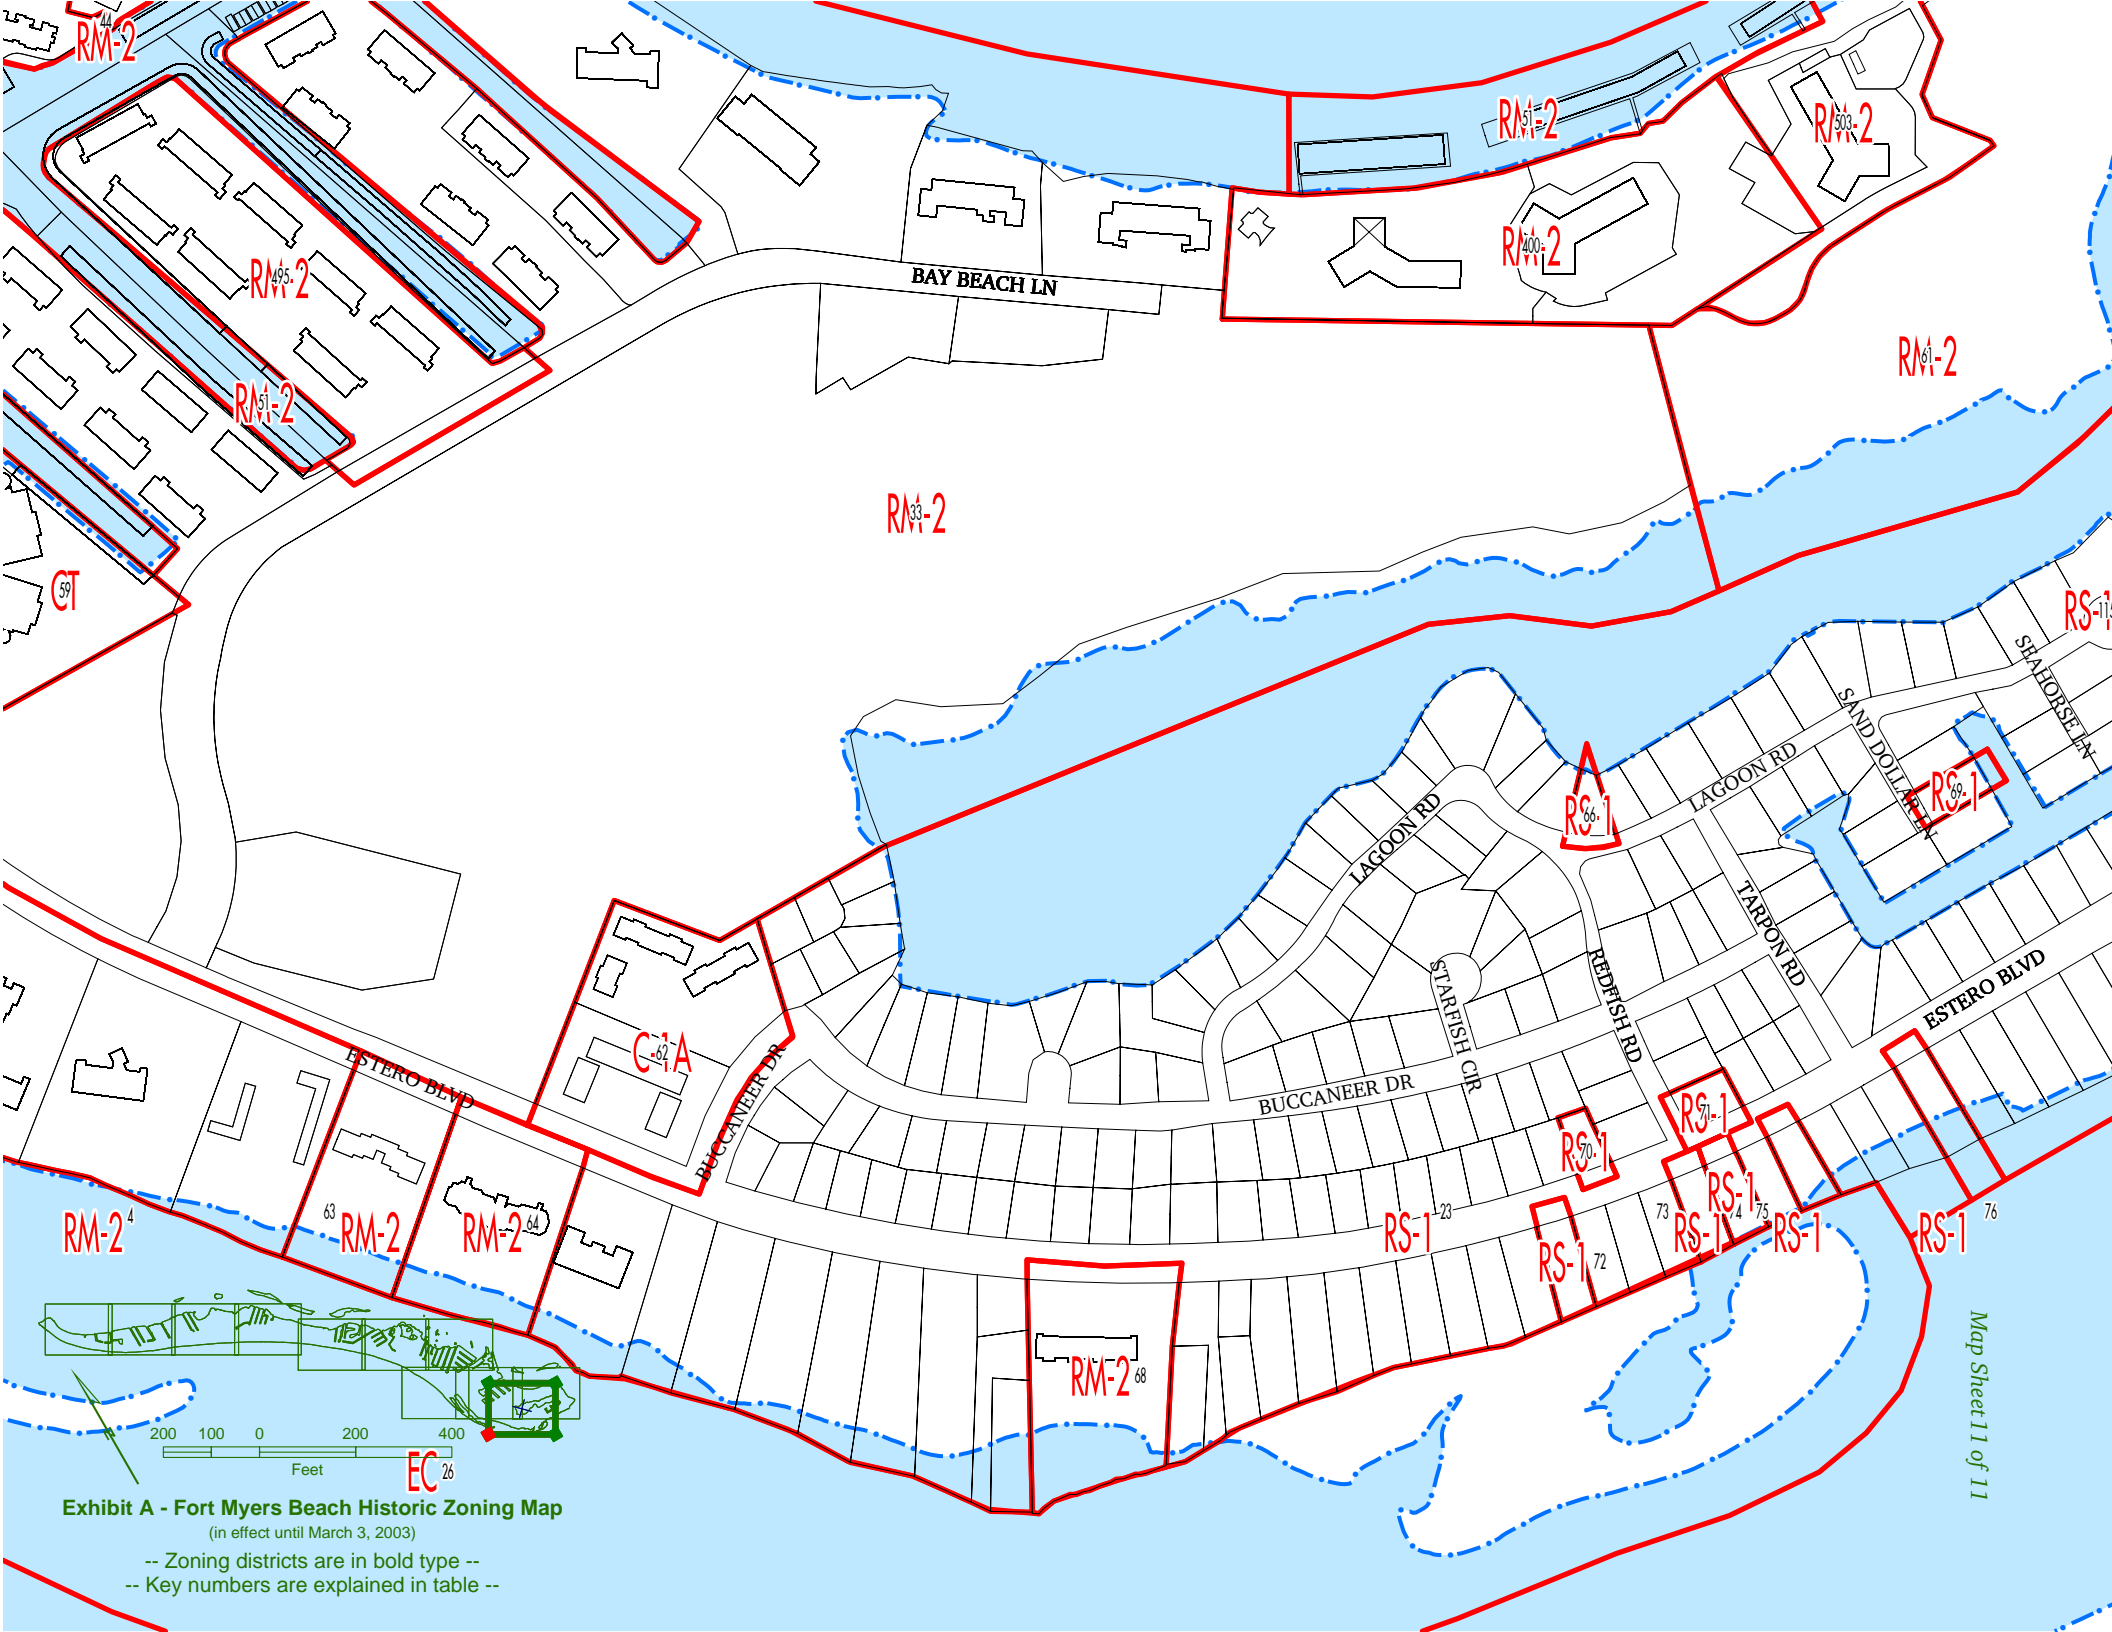 RM-2 44
RM-2 51
RM-2 503
RM-2 495
RM-2 400
BAY BEACH LN
RM-2 61
RM-2 51
RM-2 33
CT 59
RS-1 115
SEAHORSE LN
SAND DOLLAR LN
LAGOON RD
RS-1 69
RS-1 66
LAGOON RD
TARPON RD
REDFISH RD
STARFISH CIR
ESTERO BLVD
C-1A 62
ESTERO BLVD
BUCCANEER DR
BUCCANEER DR
RS-1 71
RS-1 70
RM-2 4
63 RM-2
RM-2 64
RS-1 23
RS-1 72
73 RS-1
RS-1 74
75 RS-1
RS-1 76
RM-2 68
Map Sheet 11 of 11
200 100 0 200 400
Feet
EC 26
Exhibit A - Fort Myers Beach Historic Zoning Map
(in effect until March 3, 2003)
-- Zoning districts are in bold type --
-- Key numbers are explained in table --